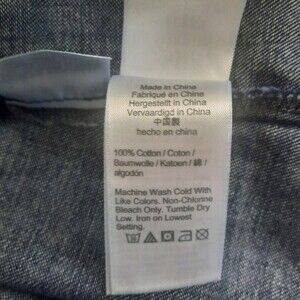 Made in China
Fabriqué en Chine
Hergestellt in China
Vervaardigd in China
中国製
hecho en china
100% Cotton / Coton /
Baumwolle / Katoen / 綿 /
algodón
Machine Wash Cold With
Like Colors. Non-Chlorine
Bleach Only. Tumble Dry
Low. Iron on Lowest
Setting.